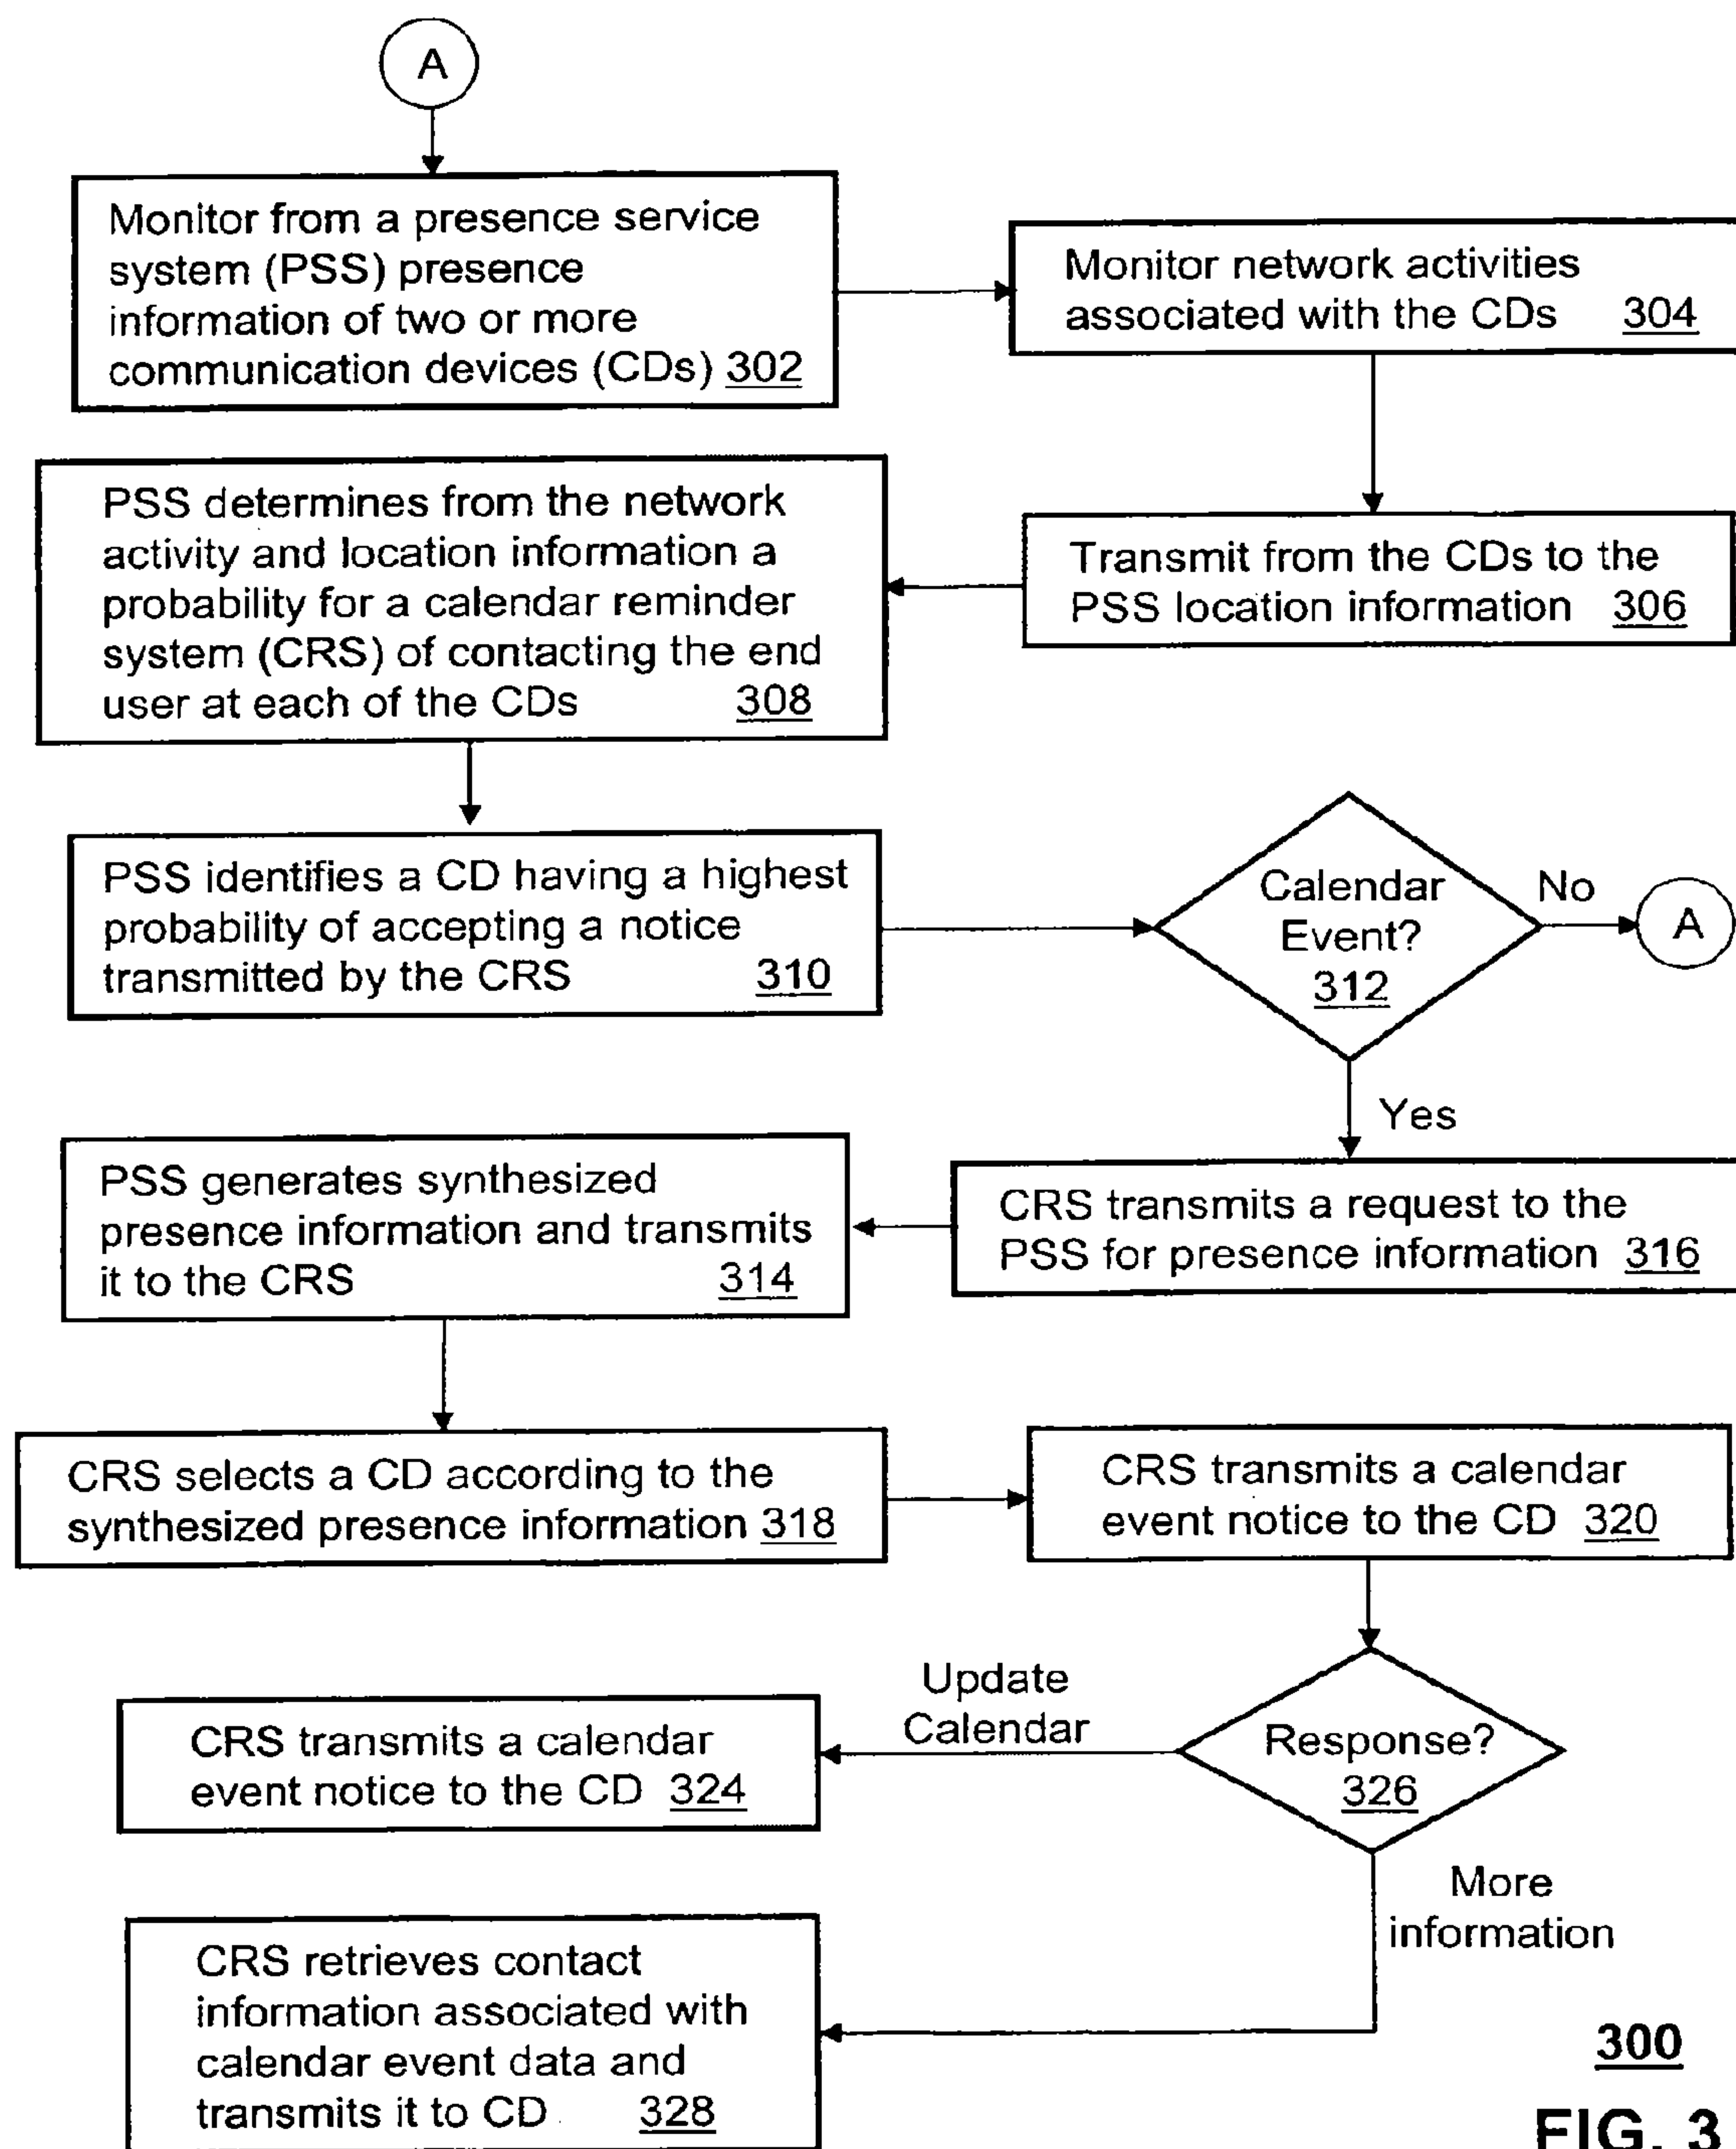 A
Monitor from a presence service
system (PSS) presence
information of two or more
communication devices (CDs) 302
Monitor network activities
associated with the CDs 304
Transmit from the CDs to the
PSS location information 306
PSS determines from the network
activity and location information a
probability for a calendar reminder
system (CRS) of contacting the end
user at each of the CDs 308
PSS identifies a CD having a highest
probability of accepting a notice
transmitted by the CRS 310
Calendar
Event?
312
No
A
Yes
CRS transmits a request to the
PSS for presence information 316
PSS generates synthesized
presence information and transmits
it to the CRS 314
CRS selects a CD according to the
synthesized presence information 318
CRS transmits a calendar
event notice to the CD 320
Response?
326
Update
Calendar
CRS transmits a calendar
event notice to the CD 324
More
information
CRS retrieves contact
information associated with
calendar event data and
transmits it to CD 328
300
FIG. 3